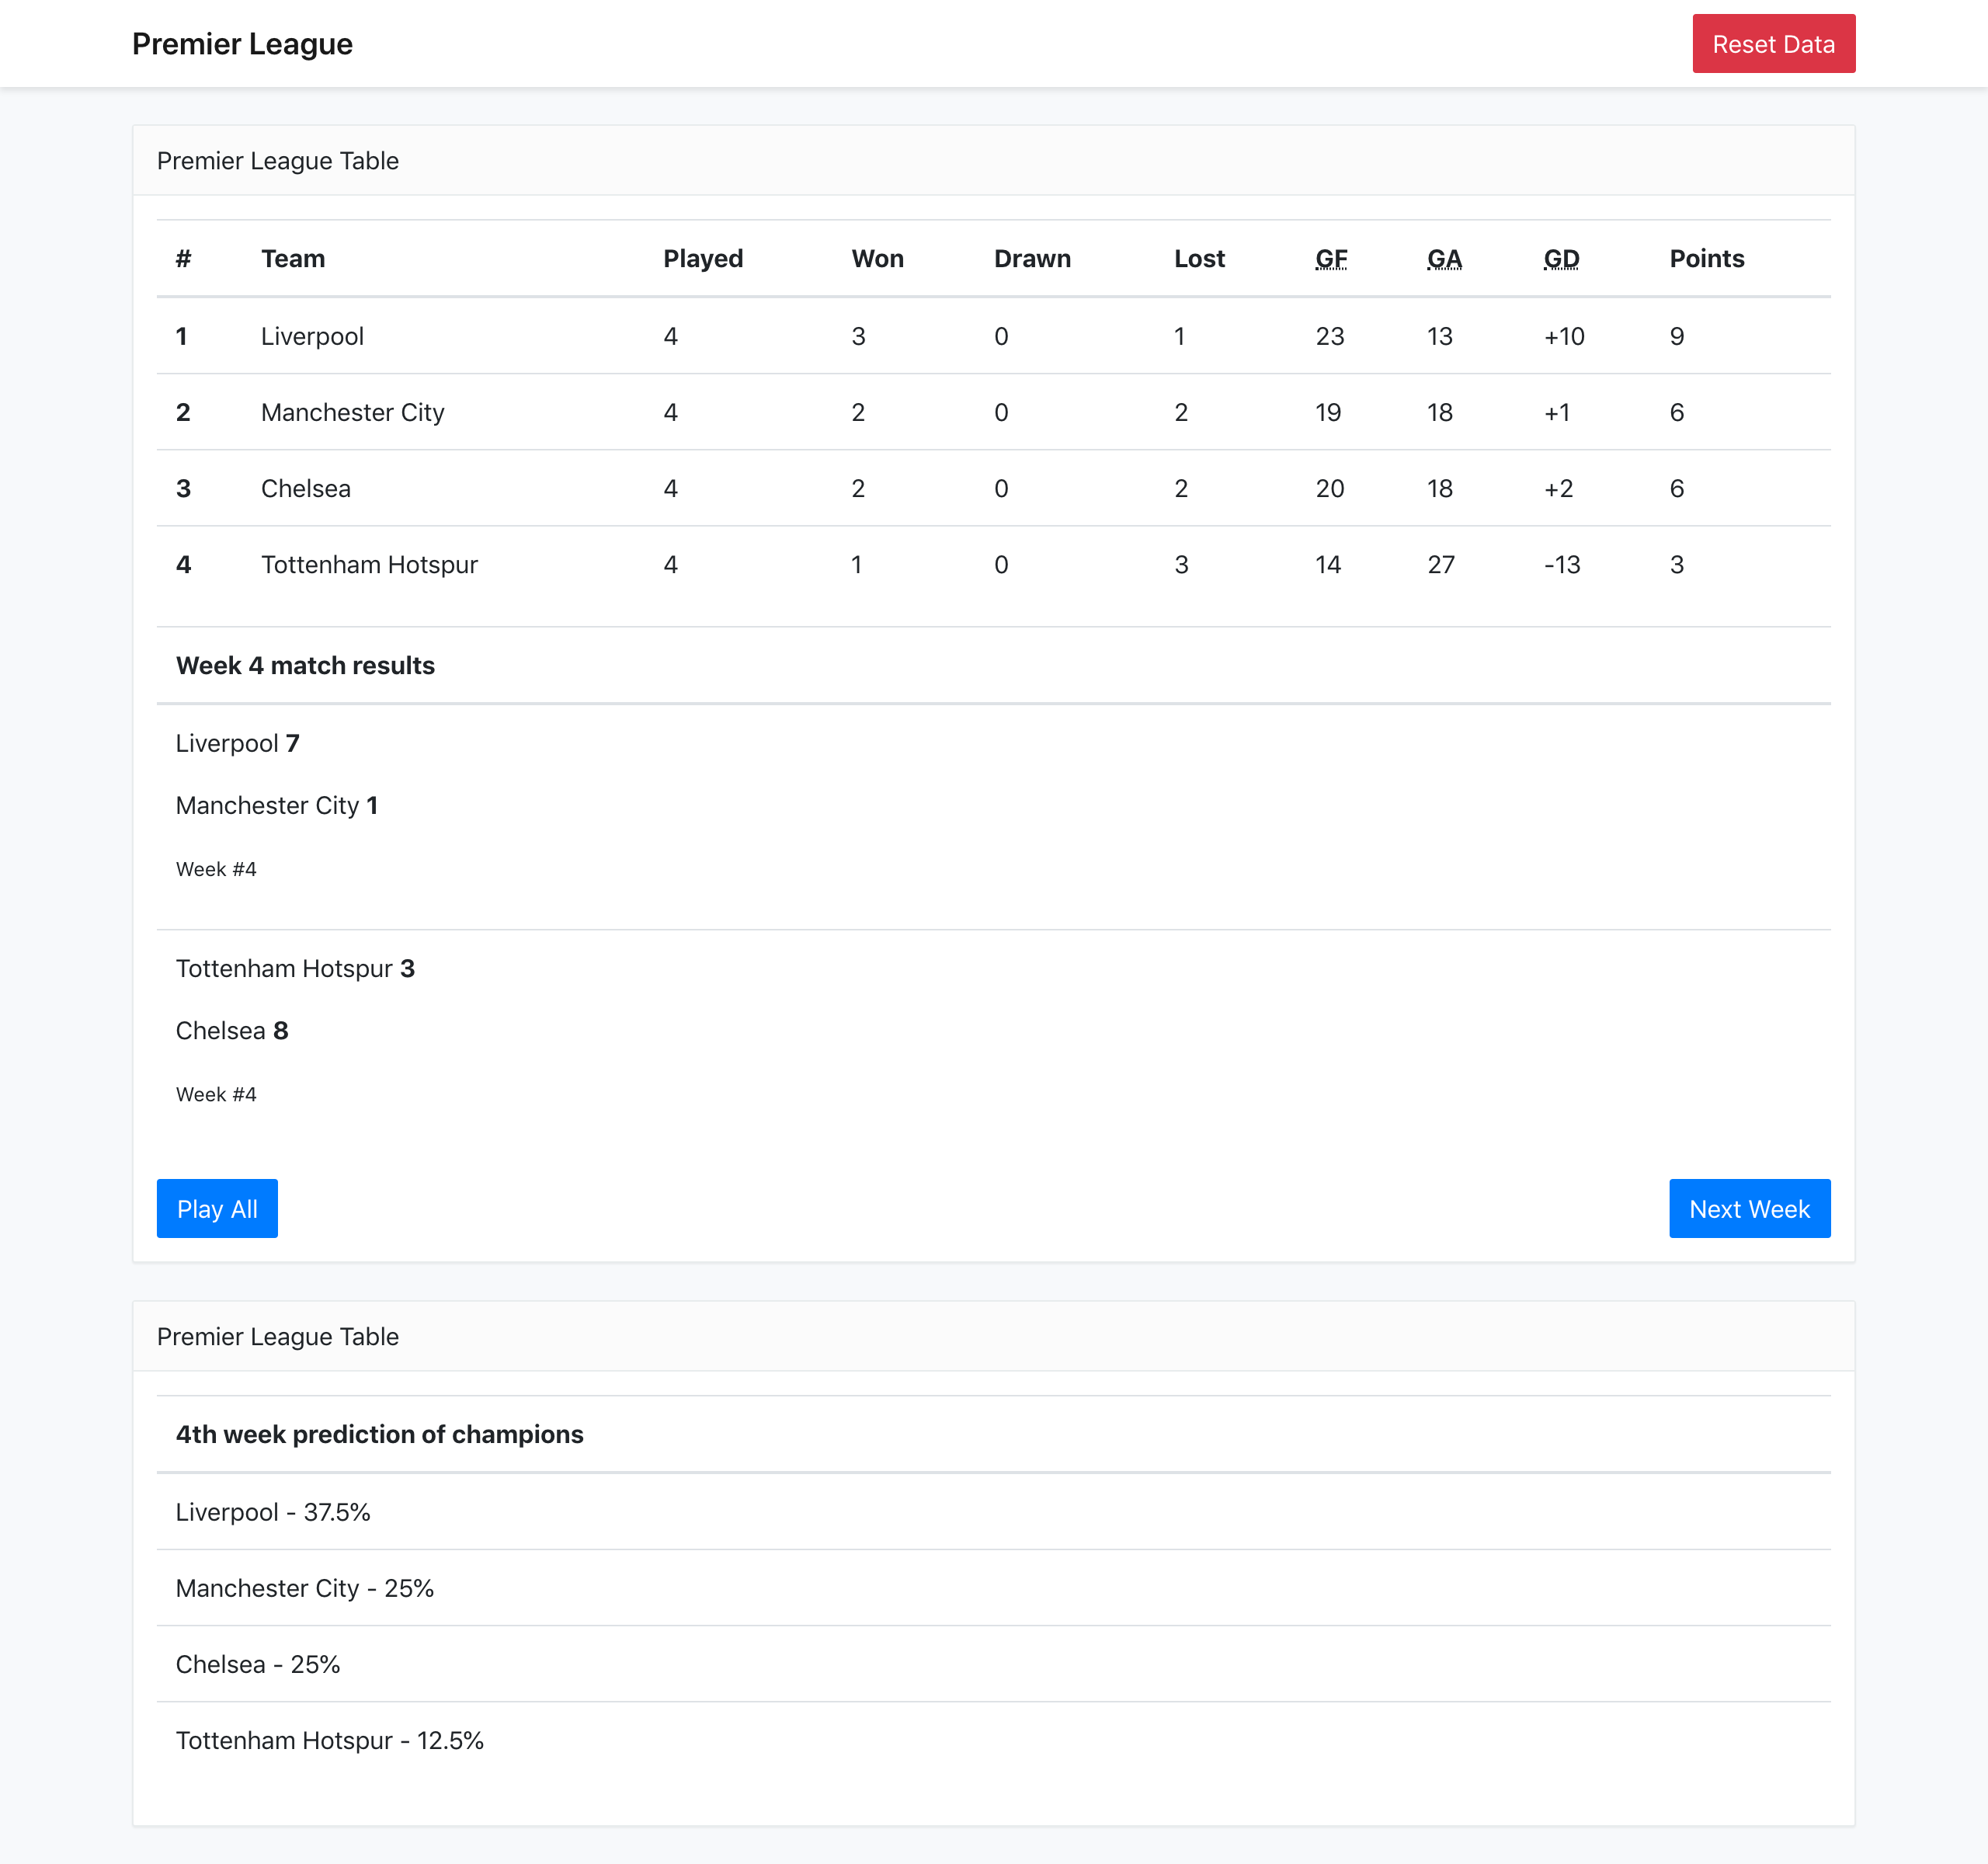 Premier League Reset Data
Premier League Table
# Team Played Won Drawn Lost GF GA GD Points
1 Liverpool 4 3 0 1 23 13 +10 9
2 Manchester City 4 2 0 2 19 18 +1 6
3 Chelsea 4 2 0 2 20 18 +2 6
4 Tottenham Hotspur 4 1 0 3 14 27 -13 3
Week 4 match results
Liverpool 7
Manchester City 1
Week #4
Tottenham Hotspur 3
Chelsea 8
Week #4
Play All Next Week
Premier League Table
4th week prediction of champions
Liverpool - 37.5%
Manchester City - 25%
Chelsea - 25%
Tottenham Hotspur - 12.5%